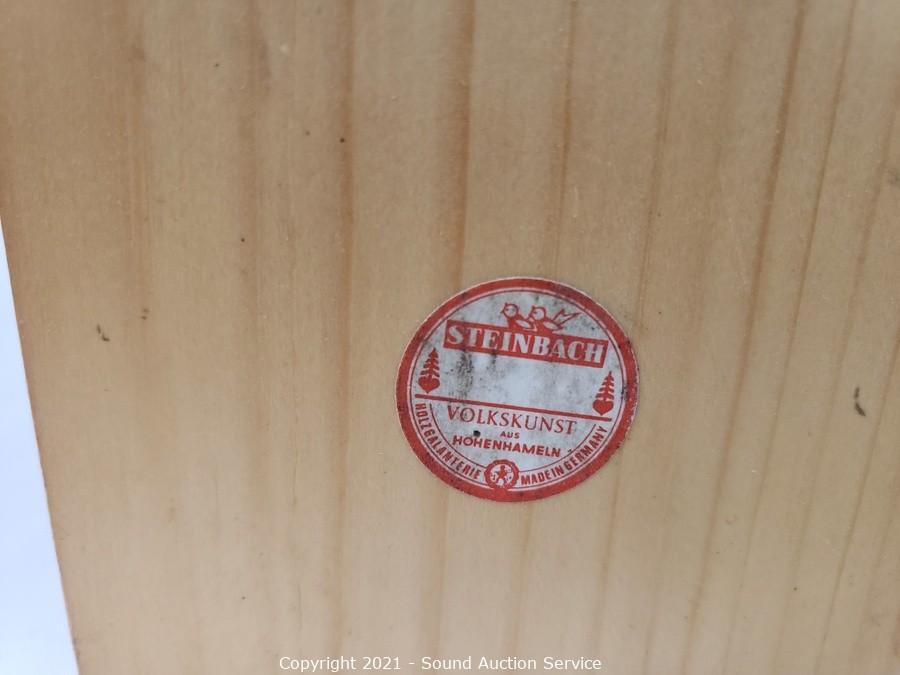 STEINBACH
VOLKSKUNST
AUS
HOHENHAMELN
HOLZGALANTERIE MADE IN GERMANY
Copyright 2021 - Sound Auction Service